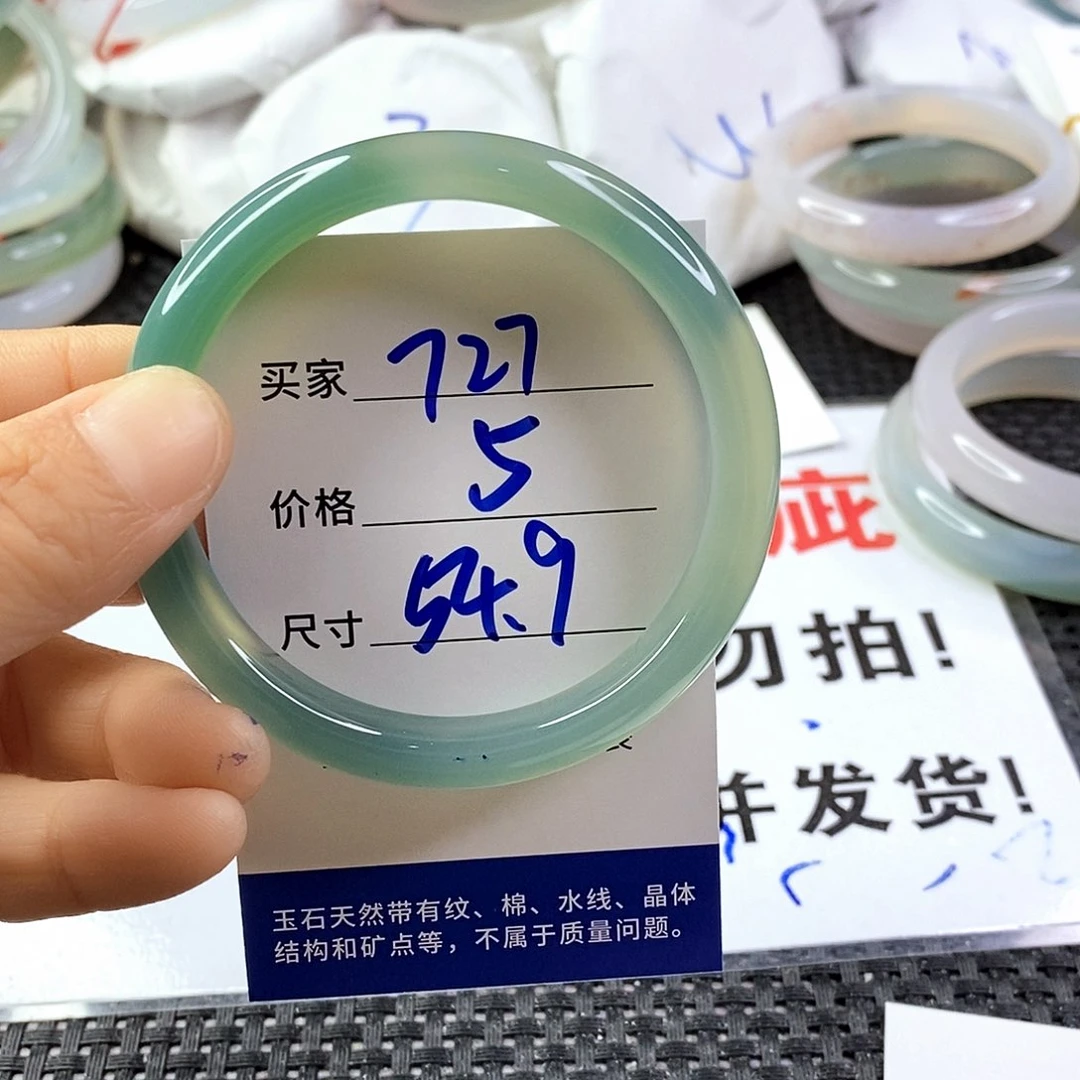 买家 727
价格 5
尺寸 54.9
玉石天然带有纹、棉、水线、晶体
结构和矿点等，不属于质量问题。
疵
勿拍!
并发货!